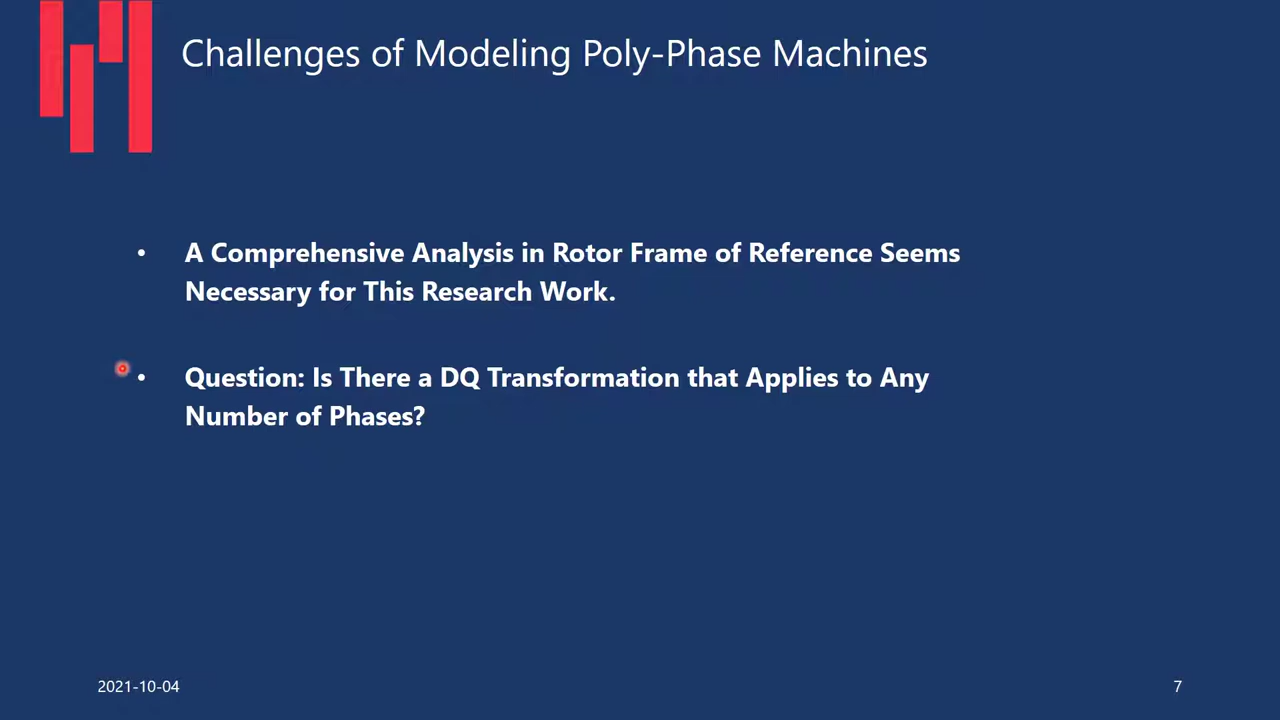 Challenges of Modeling Poly-Phase Machines
• A Comprehensive Analysis in Rotor Frame of Reference Seems
Necessary for This Research Work.
• Question: Is There a DQ Transformation that Applies to Any
Number of Phases?
2021-10-04
7